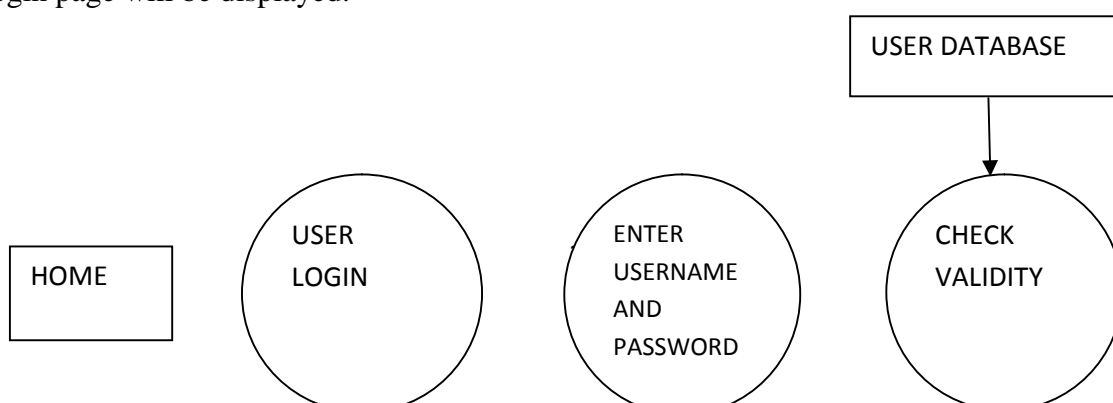 login page will be displayed.
USER DATABASE
HOME
USER
LOGIN
ENTER
USERNAME
AND
PASSWORD
CHECK
VALIDITY